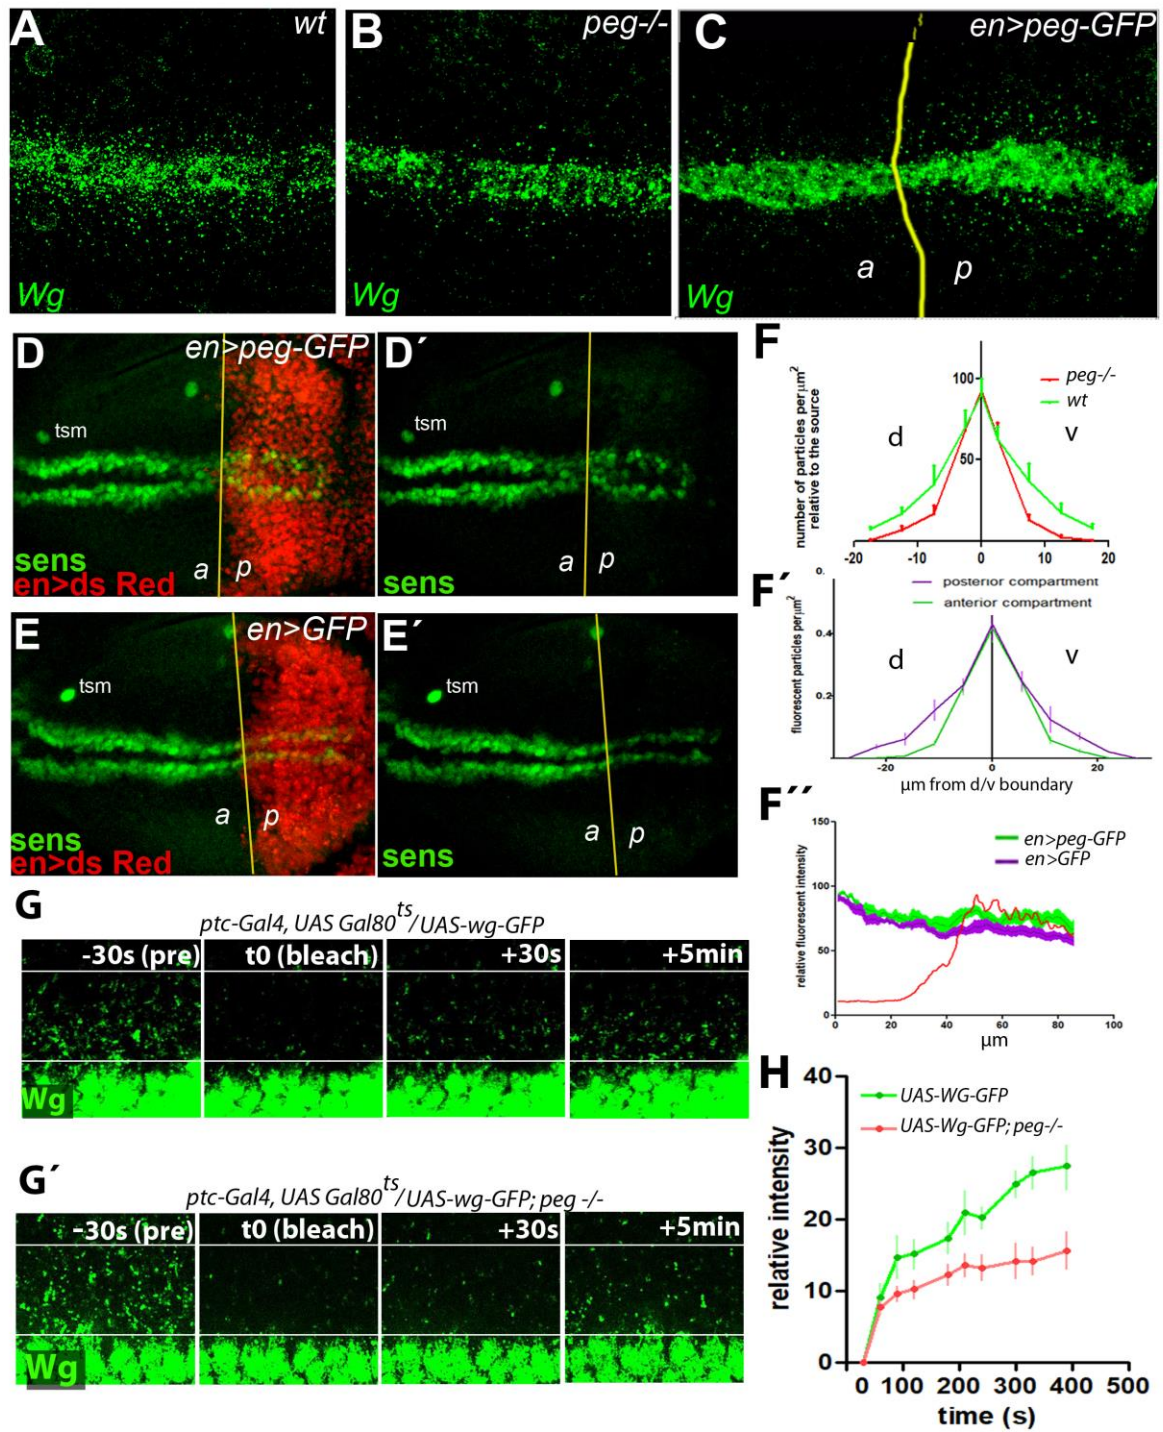 A
wt
Wg
B
peg-/-
Wg
C
en>peg-GFP
a
p
Wg
D
en>peg-GFP
tsm
sens
en>ds Red
a
p
D´
tsm
sens
a
p
E
en>GFP
tsm
sens
en>ds Red
a
p
E´
tsm
sens
a
p
F
number of particles per µm²
relative to the source
100
50
peg-/-
wt
d
v
-20
-10
0
10
20
F´
fluorescent particles per µm²
0.
0.4
0.2
posterior compartment
anterior compartment
d
v
-20
0
20
µm from d/v boundary
F´´
relative fluorescent intensity
150
100
50
0
en>peg-GFP
en>GFP
0
20
40
60
80
100
µm
G
ptc-Gal4, UAS Gal80ts/UAS-wg-GFP
-30s (pre)
t0 (bleach)
+30s
+5min
Wg
G´
ptc-Gal4, UAS Gal80ts/UAS-wg-GFP; peg -/-
-30s (pre)
t0 (bleach)
+30s
+5min
Wg
H
relative intensity
40
30
20
10
0
UAS-WG-GFP
UAS-Wg-GFP; peg-/-
0 100 200 300 400 500
time (s)